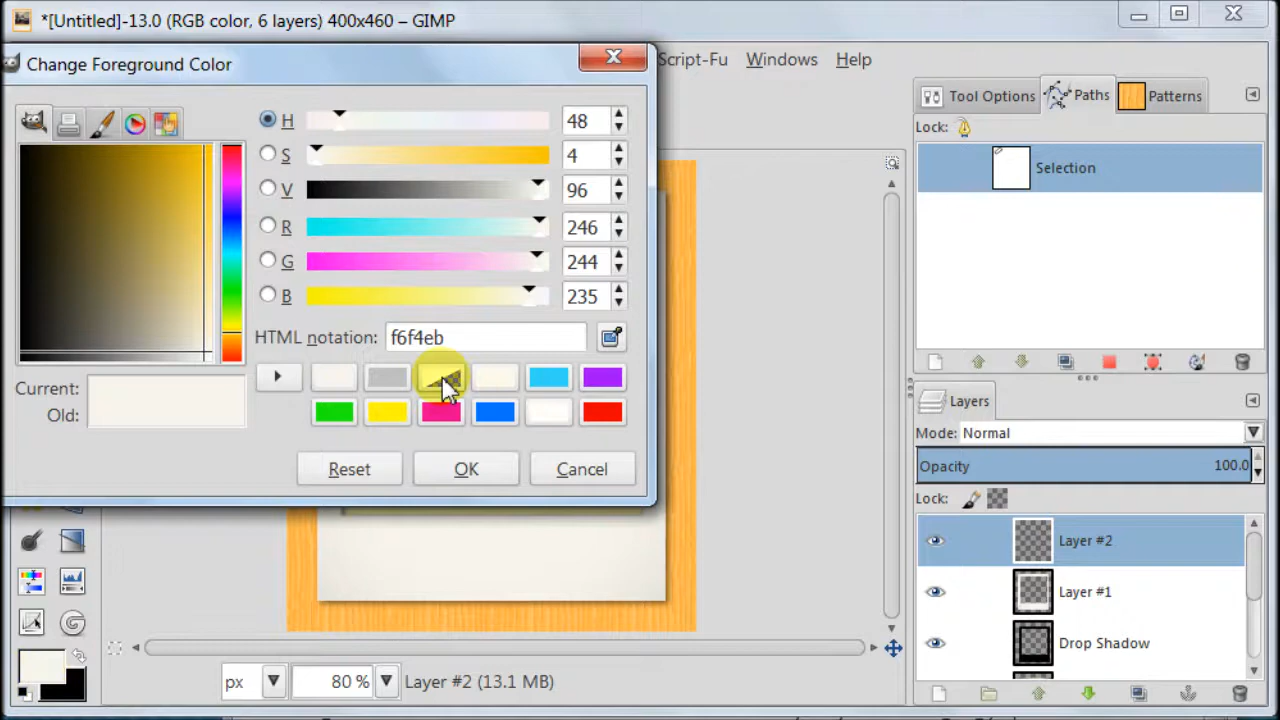 *[Untitled]-13.0 (RGB color, 6 layers) 400x460 – GIMP
Change Foreground Color
Script-Fu Windows Help
Tool Options Paths Patterns
Lock:
Selection
H 48
S 4
V 96
R 246
G 244
B 235
HTML notation: f6f4eb
Current:
Old:
Reset OK Cancel
Layers
Mode: Normal
Opacity 100.0
Lock:
Layer #2
Layer #1
Drop Shadow
px 80 % Layer #2 (13.1 MB)